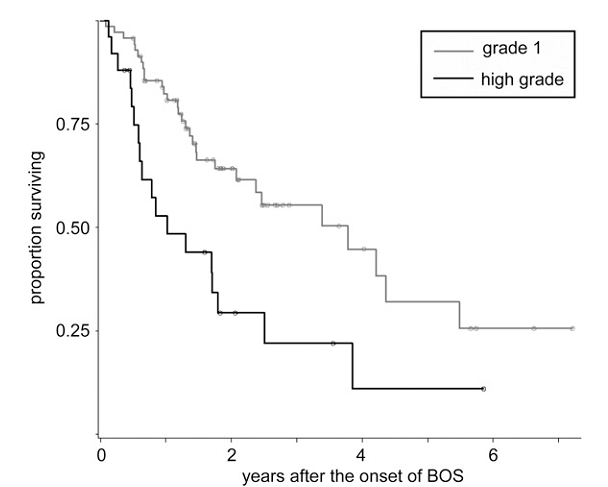 grade 1
high grade
0.75
0.50
0.25
proportion surviving
0 2 4 6
years after the onset of BOS